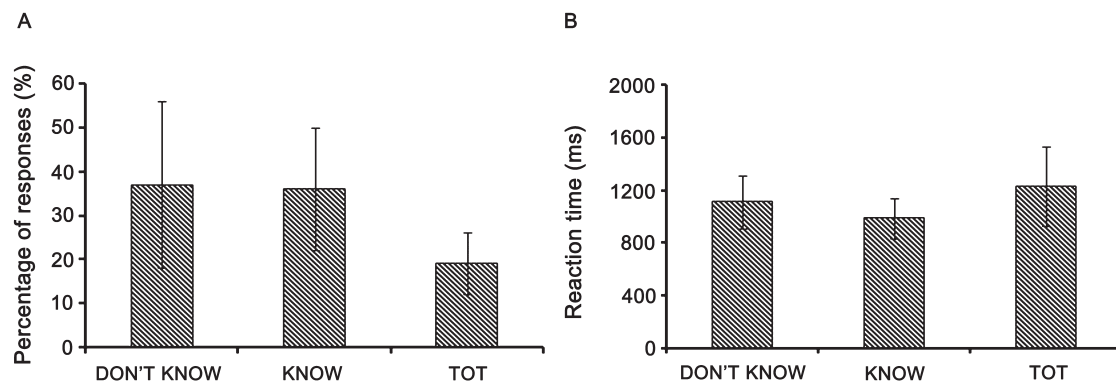 A
Percentage of responses (%)
60
50
40
30
20
10
0
DON'T KNOW
KNOW
TOT
B
Reaction time (ms)
2000
1600
1200
800
400
0
DON'T KNOW
KNOW
TOT